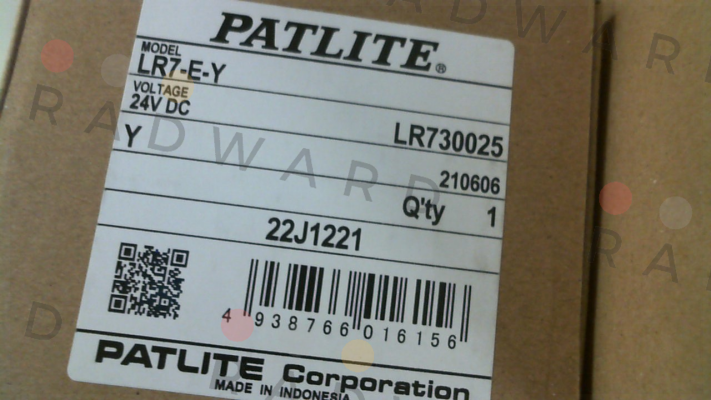 PATLITE®
MODEL
LR7-E-Y
VOLTAGE
24V DC
LR730025
Y
210606
Q'ty 1
22J1221
4 938766 016156
PATLITE Corporation
MADE IN INDONESIA
RADWARD